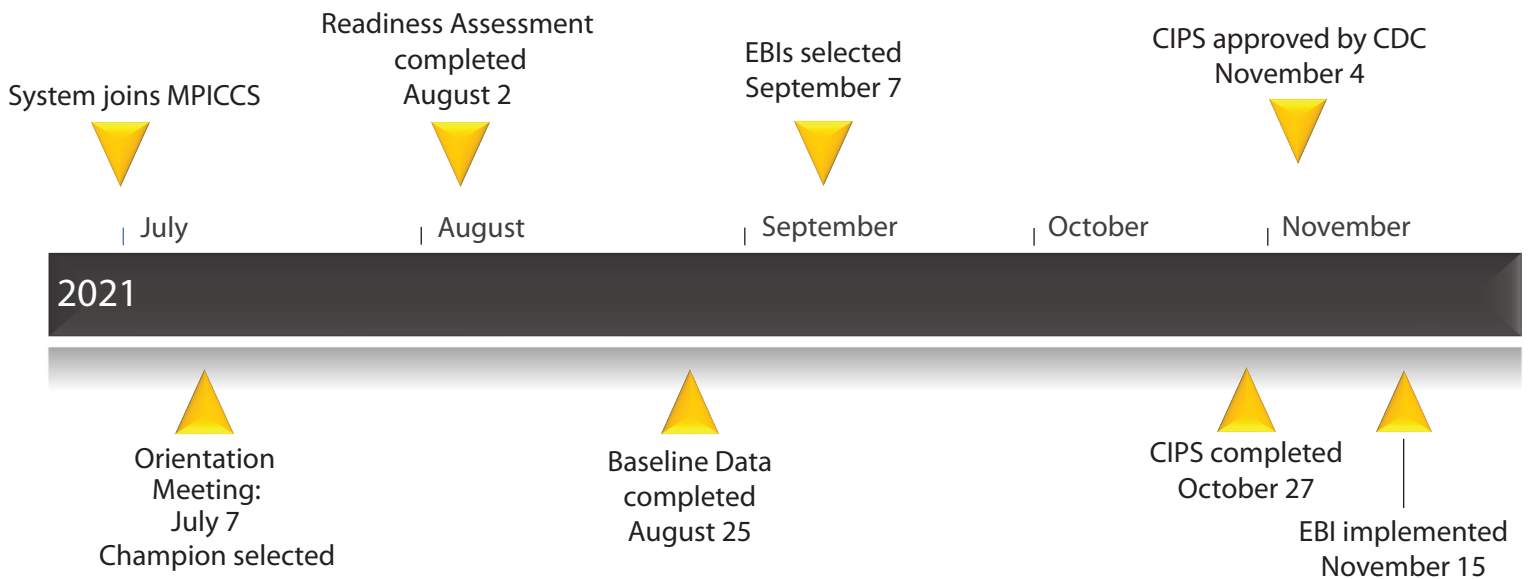 Readiness Assessment
completed
August 2
System joins MPICCS
EBIs selected
September 7
CIPS approved by CDC
November 4
July
August
September
October
November
2021
Orientation
Meeting:
July 7
Champion selected
Baseline Data
completed
August 25
CIPS completed
October 27
EBI implemented
November 15